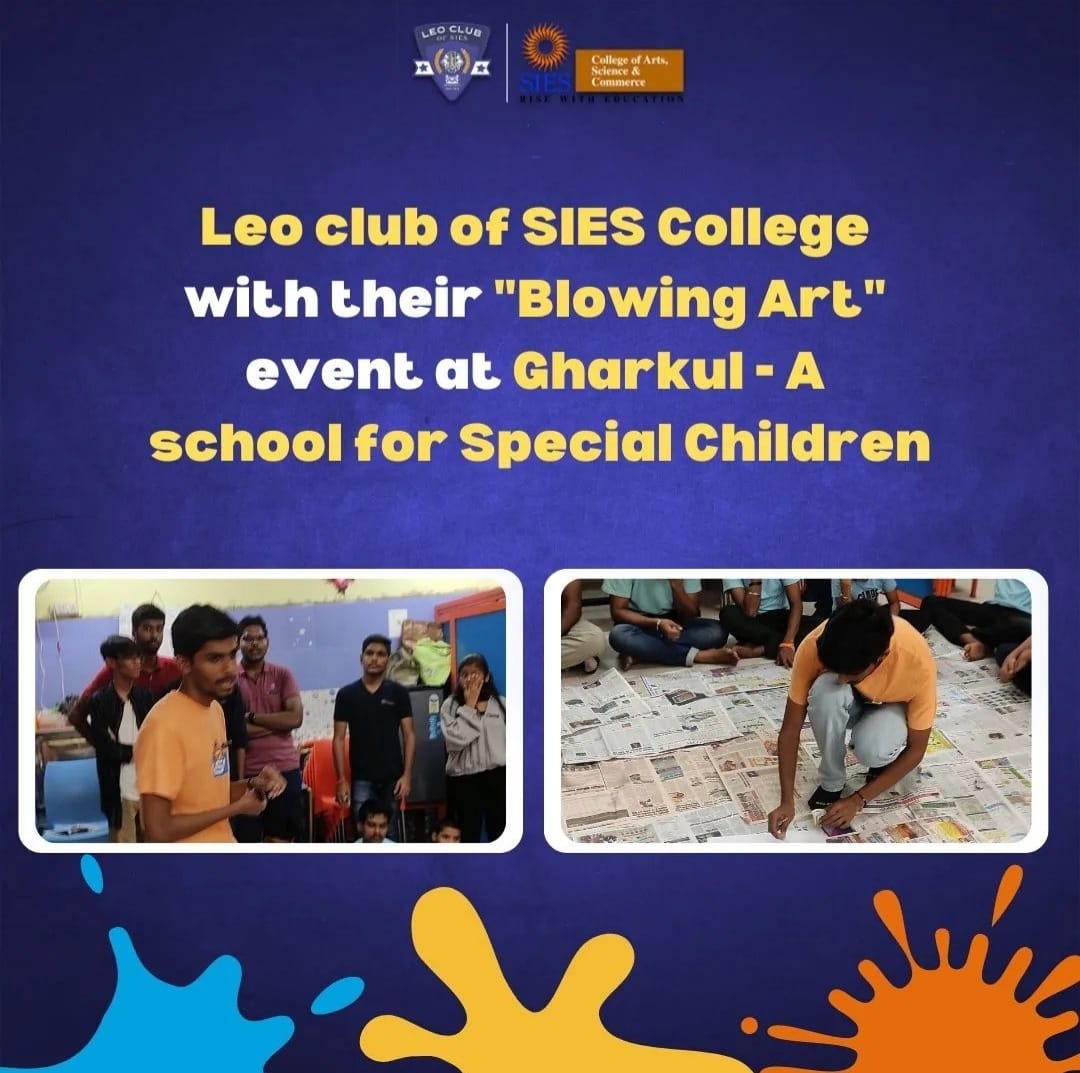 LEO CLUB
OF SIES
SIES
College of Arts,
Science &
Commerce
RISE WITH EDUCATION
Leo club of SIES College
with their "Blowing Art"
event at Gharkul - A
school for Special Children